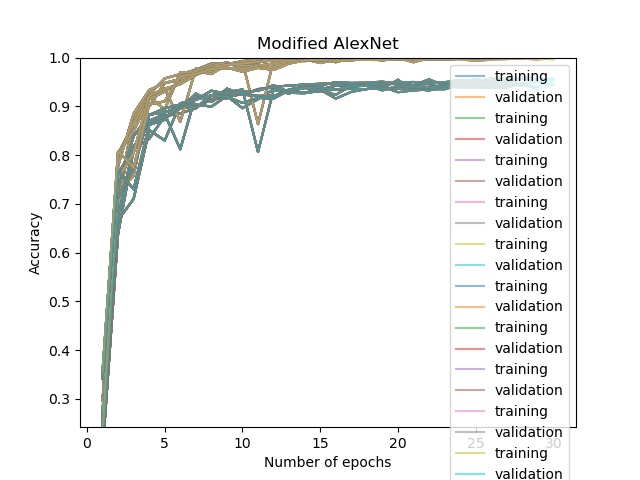 Modified AlexNet
1.0
0.9
0.8
0.7
0.6
0.5
0.4
0.3
Accuracy
0
5
10
15
20
25
30
Number of epochs
training
validation
training
validation
training
validation
training
validation
training
validation
training
validation
training
validation
training
validation
training
validation
training
validation